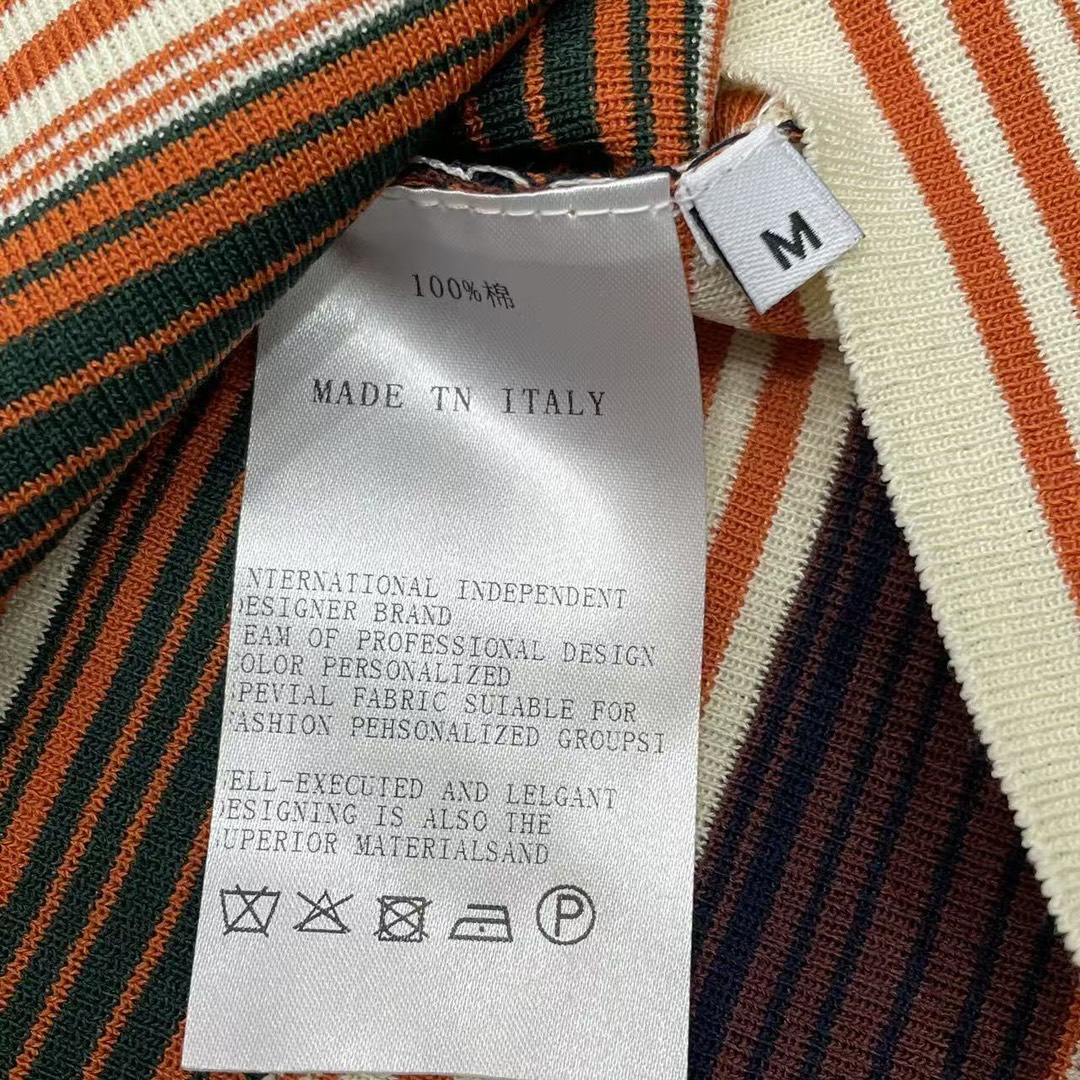 M
100%棉
MADE TN ITALY
NTERNATIONAL INDEPENDENT
ESIGNER BRAND
EAM OF PROFESSIONAL DESIGN
OLOR PERSONALIZED
PEVIAL FABRIC SUIABLE FOR
ASHION PEHSONALIZED GROUPSI
ELL-EXECUTED AND LELGANT
ESIGNING IS ALSO THE
UPERIOR MATERIALSAND
P